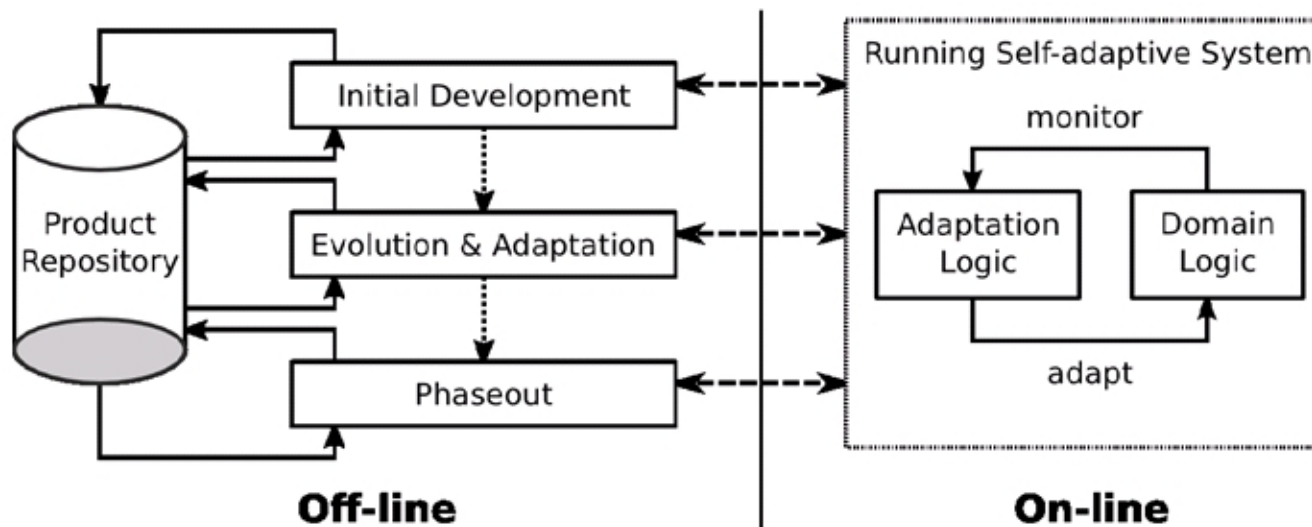 Initial Development
Product
Repository
Evolution & Adaptation
Phaseout
Off-line
Running Self-adaptive System
monitor
Adaptation
Logic
Domain
Logic
adapt
On-line